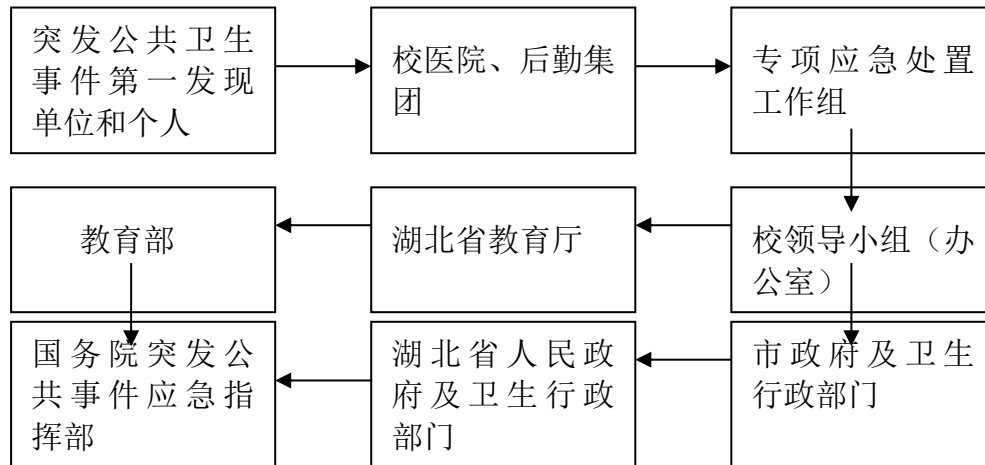 突发公共卫生
事件第一发现
单位和个人
校医院、后勤集
团
专项应急处置
工作组
教育部
湖北省教育厅
校领导小组（办
公室）
国务院突发公
共事件应急指
挥部
湖北省人民政
府及卫生行政
部门
市政府及卫生
行政部门